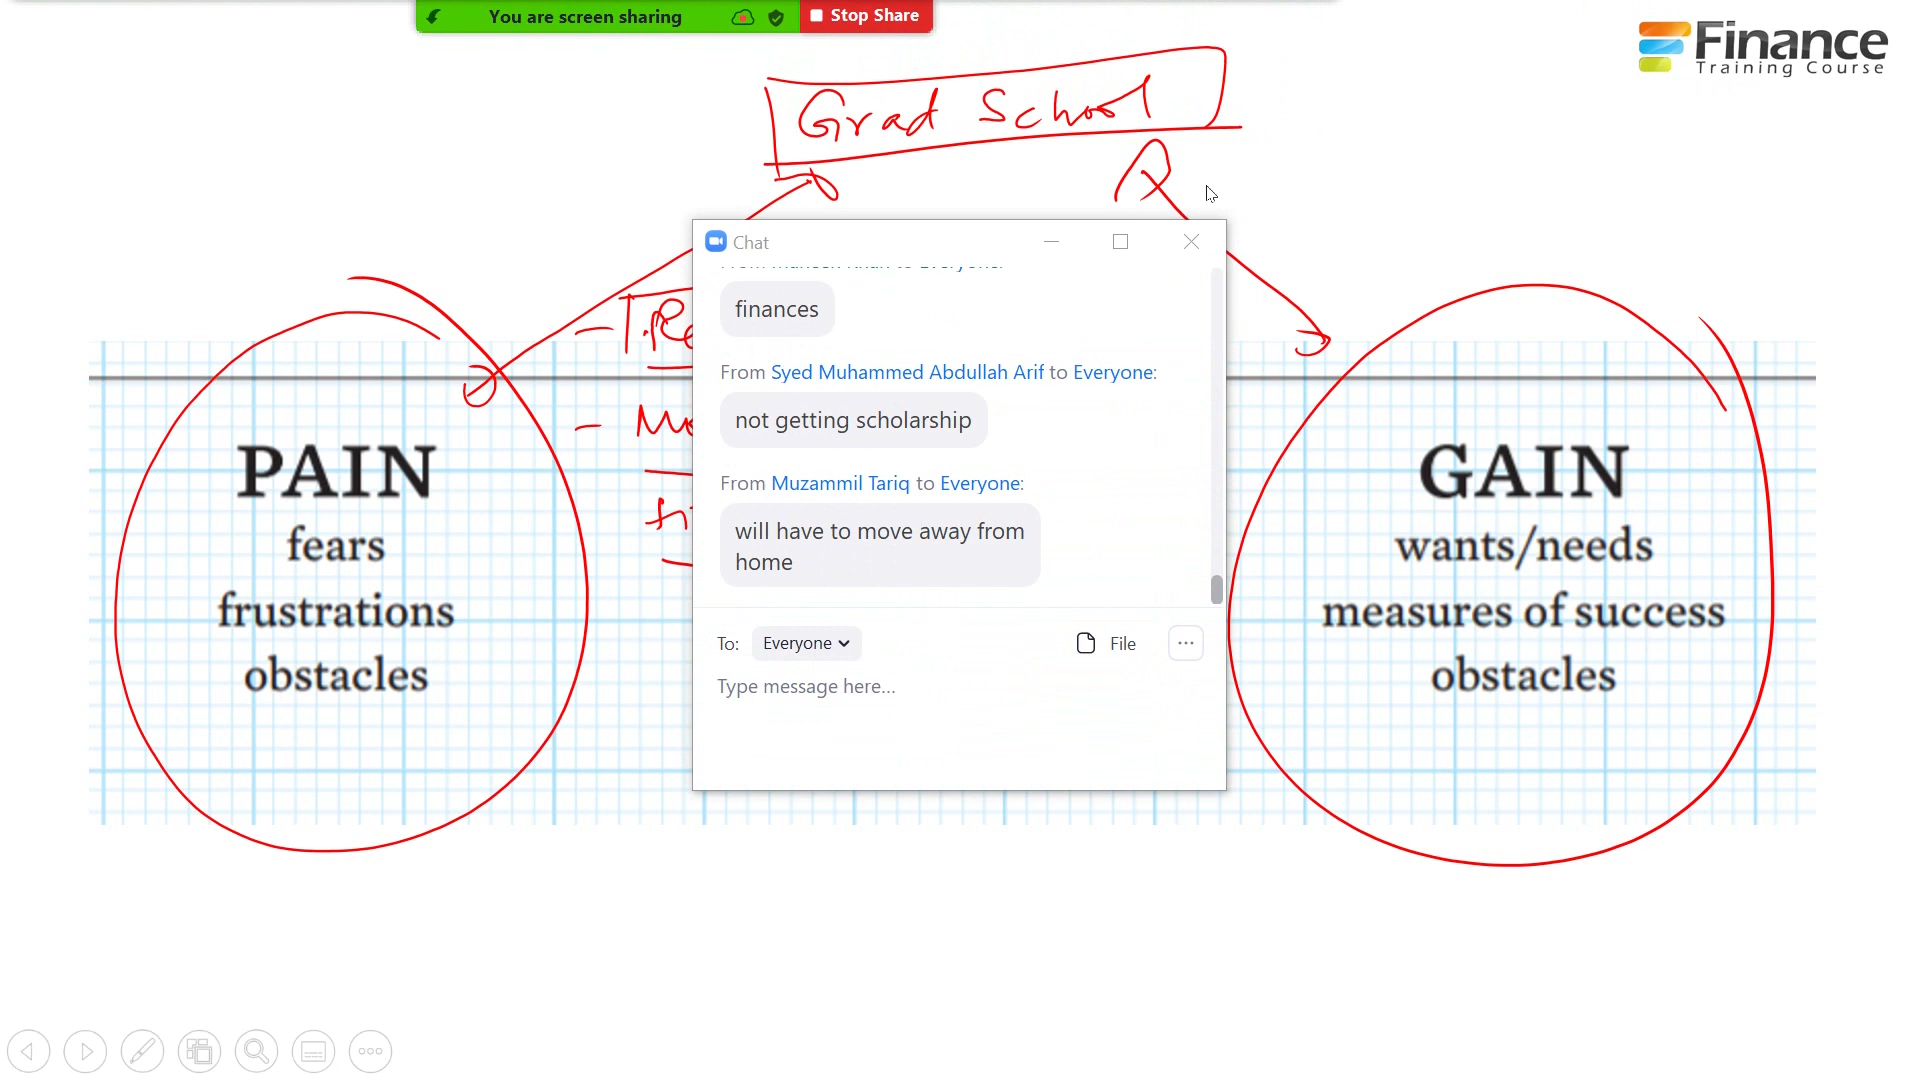 You are screen sharing
Stop Share
Finance
Training Course
Grad School
Chat
finances
From Syed Muhammed Abdullah Arif to Everyone:
not getting scholarship
From Muzammil Tariq to Everyone:
will have to move away from
home
To: Everyone
File
Type message here...
PAIN
fears
frustrations
obstacles
GAIN
wants/needs
measures of success
obstacles